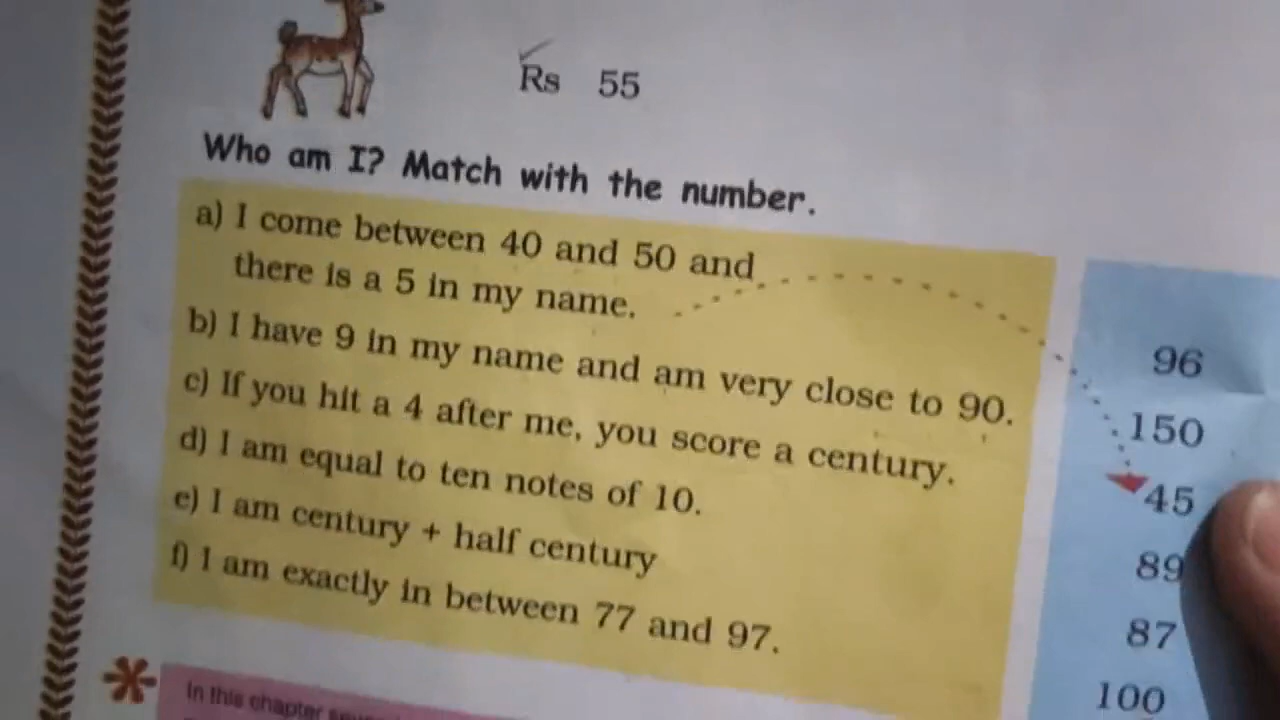 Rs 55
Who am I? Match with the number.
a) I come between 40 and 50 and
there is a 5 in my name.
b) I have 9 in my name and am very close to 90.
c) If you hit a 4 after me, you score a century.
d) I am equal to ten notes of 10.
e) I am century + half century
f) I am exactly in between 77 and 97.
96
150
45
89
87
100
In this chapter